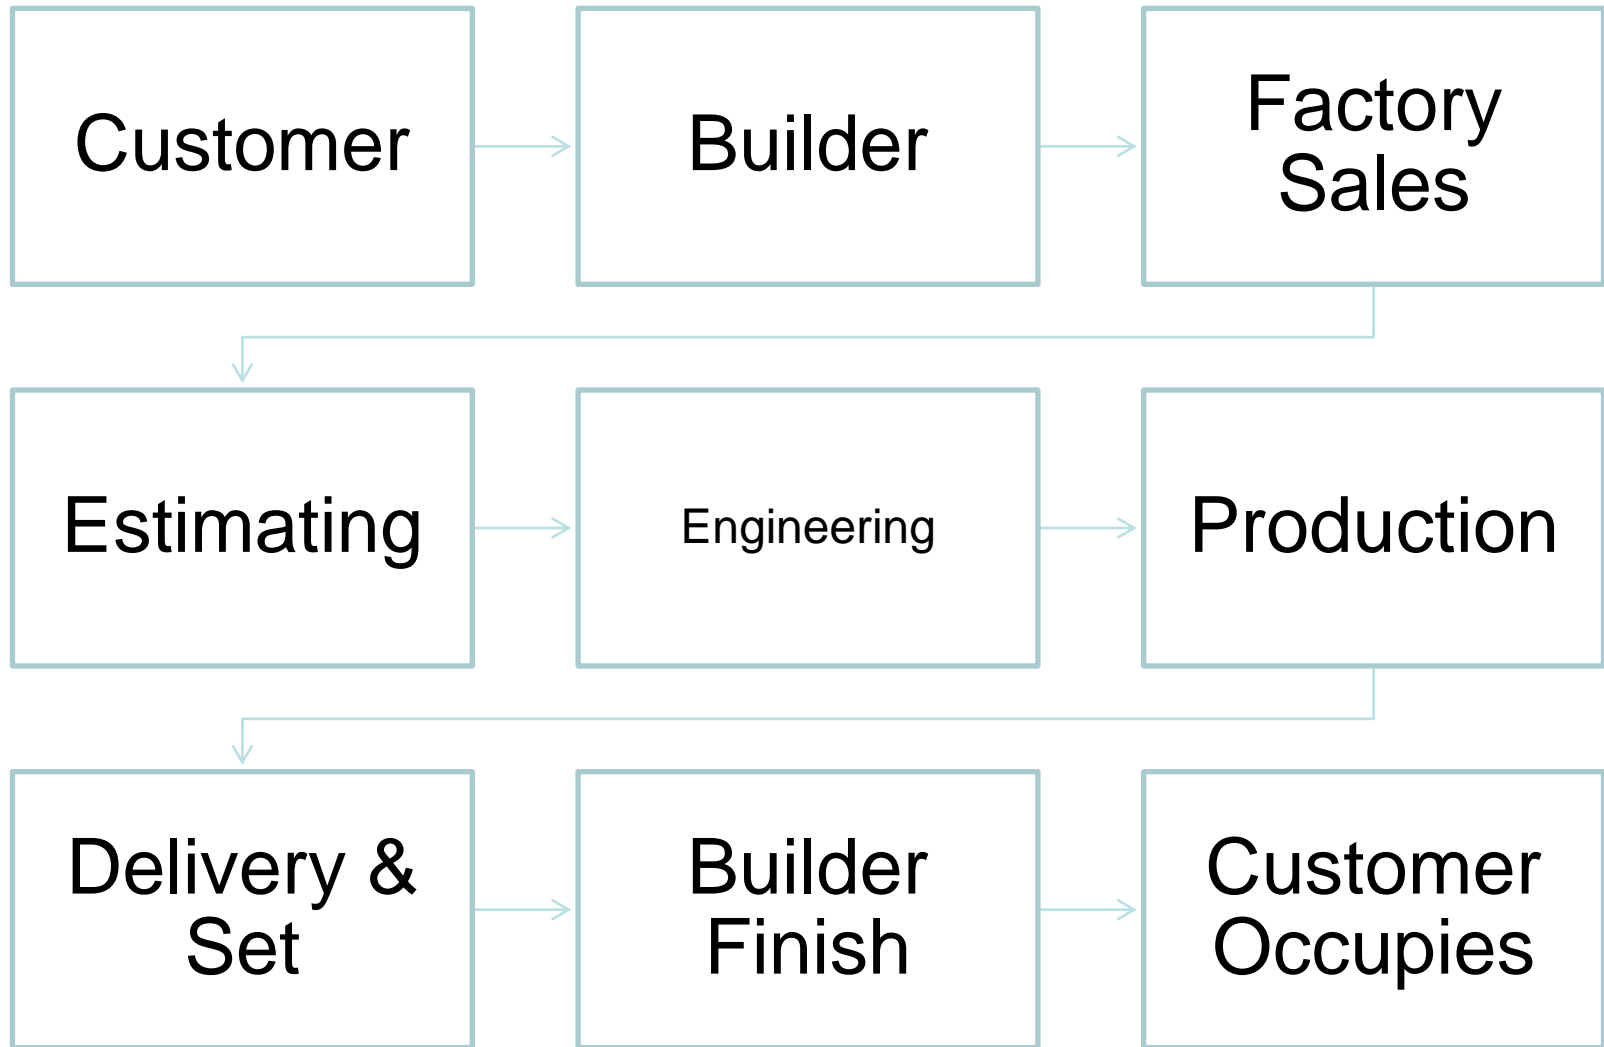 Customer
Builder
Factory
Sales
Estimating
Engineering
Production
Delivery &
Set
Builder
Finish
Customer
Occupies